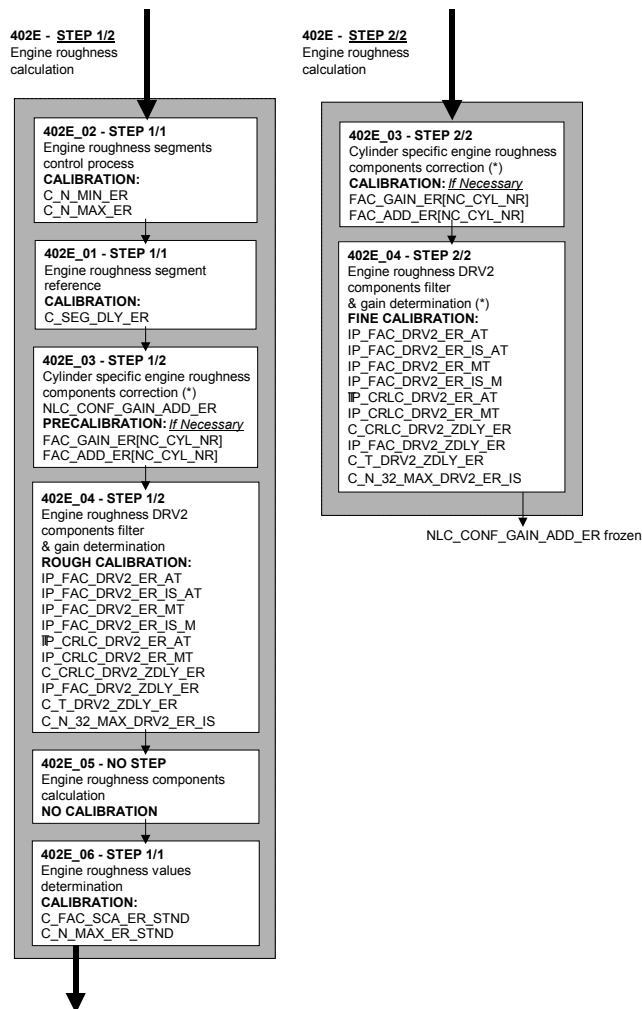 402E - STEP 1/2
Engine roughness
calculation
402E_02 - STEP 1/1
Engine roughness segments
control process
CALIBRATION:
C_N_MIN_ER
C_N_MAX_ER
402E_01 - STEP 1/1
Engine roughness segment
reference
CALIBRATION:
C_SEG_DLY_ER
402E_03 - STEP 1/2
Cylinder specific engine roughness
components correction (*)
NLC_CONF_GAIN_ADD_ER
PRECALIBRATION: If Necessary
FAC_GAIN_ER[NC_CYL_NR]
FAC_ADD_ER[NC_CYL_NR]
402E_04 - STEP 1/2
Engine roughness DRV2
components filter
& gain determination
ROUGH CALIBRATION:
IP_FAC_DRV2_ER_AT
IP_FAC_DRV2_ER_IS_AT
IP_FAC_DRV2_ER_MT
IP_FAC_DRV2_ER_IS_M
IP_CRLC_DRV2_ER_AT
IP_CRLC_DRV2_ER_MT
C_CRLC_DRV2_ZDLY_ER
IP_FAC_DRV2_ZDLY_ER
C_T_DRV2_ZDLY_ER
C_N_32_MAX_DRV2_ER_IS
402E_05 - NO STEP
Engine roughness components
calculation
NO CALIBRATION
402E_06 - STEP 1/1
Engine roughness values
determination
CALIBRATION:
C_FAC_SCA_ER_STND
C_N_MAX_ER_STND
402E - STEP 2/2
Engine roughness
calculation
402E_03 - STEP 2/2
Cylinder specific engine roughness
components correction (*)
CALIBRATION: If Necessary
FAC_GAIN_ER[NC_CYL_NR]
FAC_ADD_ER[NC_CYL_NR]
402E_04 - STEP 2/2
Engine roughness DRV2
components filter
& gain determination (*)
FINE CALIBRATION:
IP_FAC_DRV2_ER_AT
IP_FAC_DRV2_ER_IS_AT
IP_FAC_DRV2_ER_MT
IP_FAC_DRV2_ER_IS_M
IP_CRLC_DRV2_ER_AT
IP_CRLC_DRV2_ER_MT
C_CRLC_DRV2_ZDLY_ER
IP_FAC_DRV2_ZDLY_ER
C_T_DRV2_ZDLY_ER
C_N_32_MAX_DRV2_ER_IS
NLC_CONF_GAIN_ADD_ER frozen